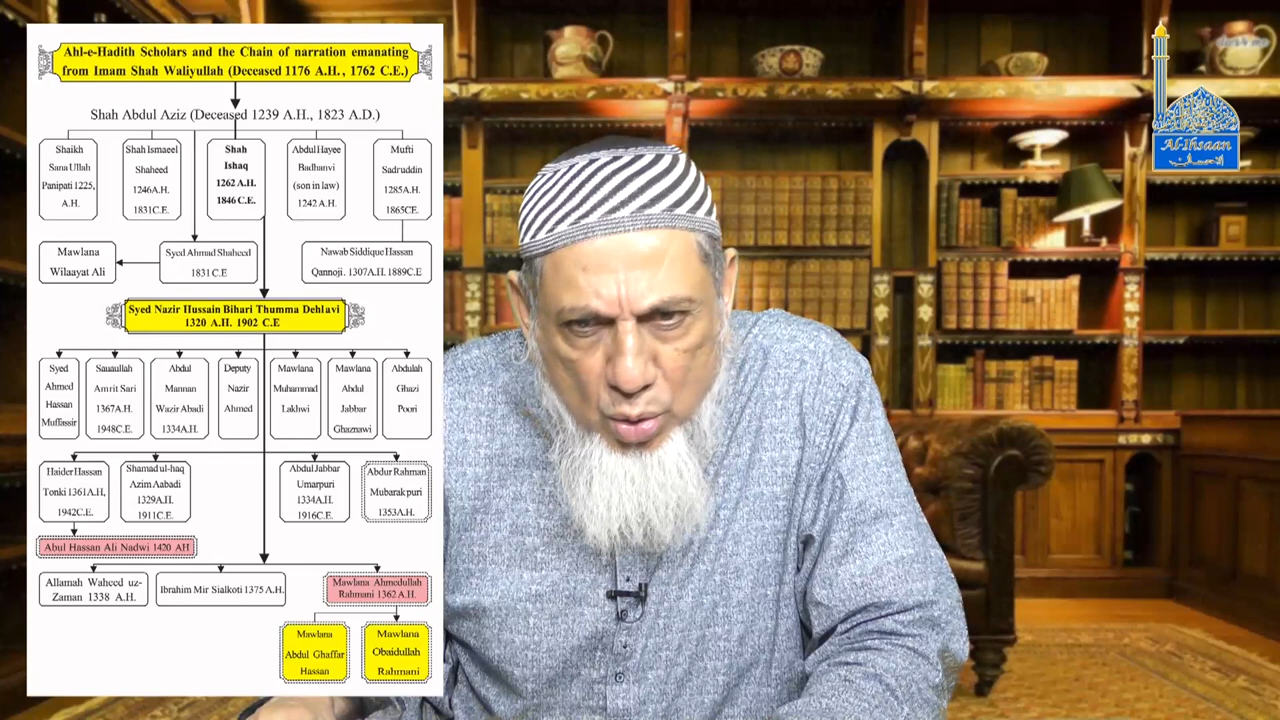 Ahl-e-Hadith Scholars and the Chain of narration emanating
from Imam Shah Waliyullah (Deceased 1176 A.H., 1762 C.E.)
Shah Abdul Aziz (Deceased 1239 A.H., 1823 A.D.)
Shaikh
Sana Ullah
Panipati 1225,
A.H.
Shah Ismaeel
Shaheed
1246A.H.
1831C.E.
Shah
Ishaq
1262 A.H.
1846 C.E.
Abdul Hayee
Badhanvi
(son in law)
1242 A.H.
Mufti
Sadruddin
1285A.H.
1865CE.
Mawlana
Wilaayat Ali
Syed Ahmad Shaheed
1831 C.E
Nawab Siddique Hassan
Qannoji. 1307A.H. 1889C.E
Syed Nazir Hussain Bihari Thumma Dehlavi
1320 A.H. 1902 C.E
Syed
Ahmed
Hassan
Muffassir
Sauaullah
Amrit Sari
1367A.H.
1948C.E.
Abdul
Mannan
Wazir Abadi
1334A.H.
Deputy
Nazir
Ahmed
Mawlana
Muhammad
Lakhwi
Mawlana
Abdul
Jabbar
Ghaznawi
Abdulah
Ghazi
Poori
Haider Hassan
Tonki 1361A.H,
1942C.E.
Shamad ul-haq
Azim Aabadi
1329A.H.
1911C.E.
Abdul Jabbar
Umarpuri
1334A.H.
1916C.E.
Abdur Rahman
Mubarak puri
1353A.H.
Abul Hassan Ali Nadwi 1420 AH
Allamah Waheed uz-
Zaman 1338 A.H.
Ibrahim Mir Sialkoti 1375 A.H.
Mawlana Ahmedullah
Rahmani 1362 A.H.
Mawlana
Abdul Ghaffar
Hassan
Mawlana
Obaidullah
Rahmani
Al-Ihsaan